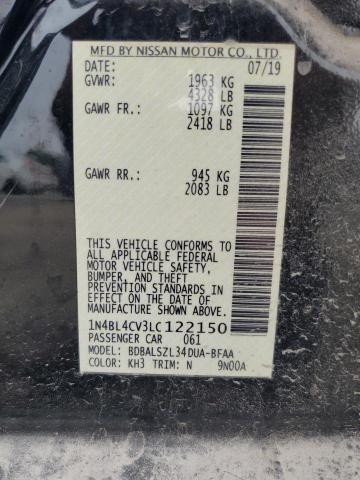 MFD BY NISSAN MOTOR CO., LTD.
DATE: 07/19
GVWR: 1963 KG
4328 LB
GAWR FR.: 1097 KG
2418 LB
GAWR RR.: 945 KG
2083 LB
THIS VEHICLE CONFORMS TO
ALL APPLICABLE FEDERAL
MOTOR VEHICLE SAFETY,
BUMPER, AND THEFT
PREVENTION STANDARDS
IN EFFECT ON THE DATE OF
MANUFACTURE SHOWN ABOVE.
1N4BL4CV3LC122150
PASSENGER CAR 061
MODEL: BDBALSZL34DUA-BFAA
COLOR: KH3 TRIM: N 9N00A